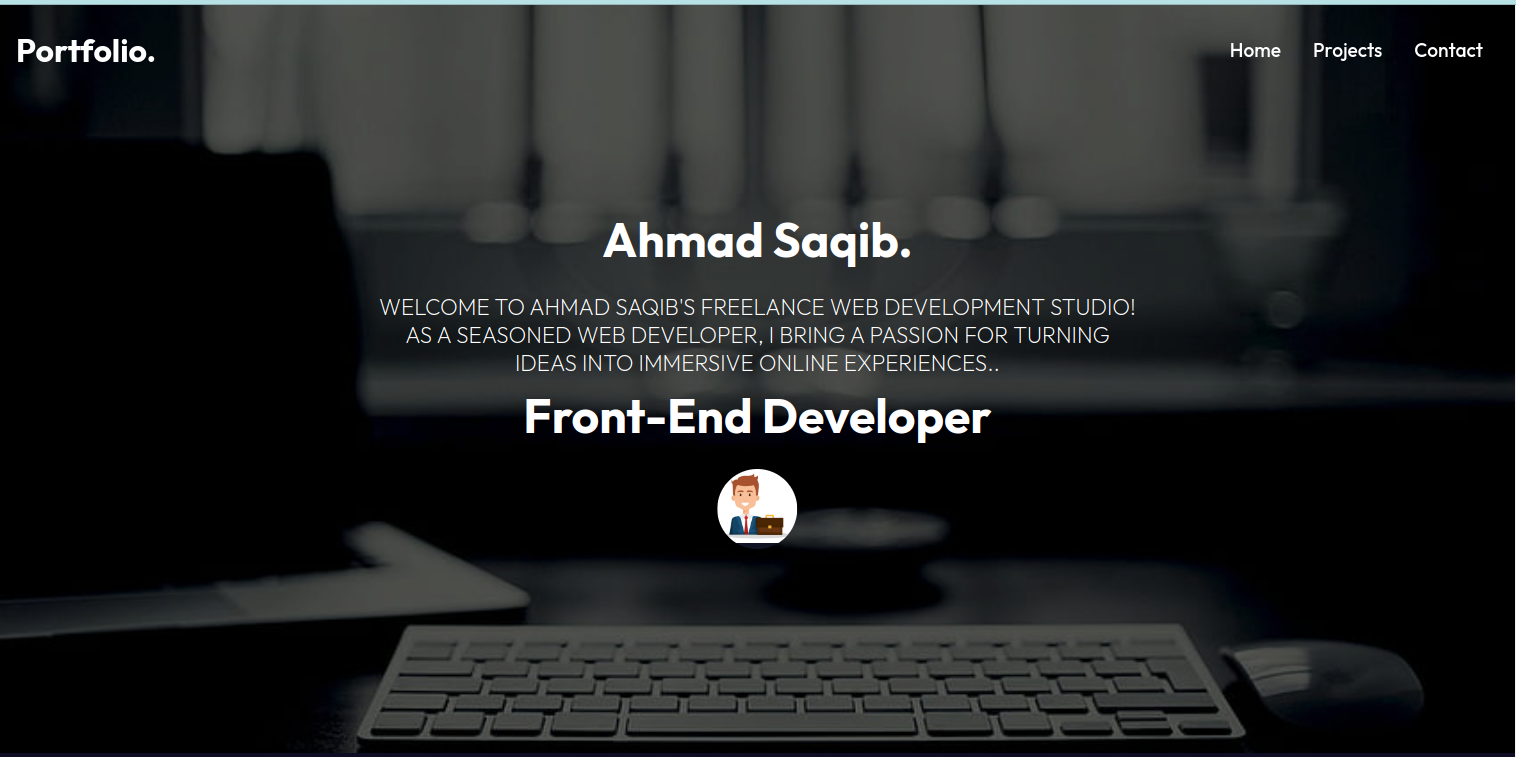 Portfolio.
Home Projects Contact
Ahmad Saqib.
WELCOME TO AHMAD SAQIB'S FREELANCE WEB DEVELOPMENT STUDIO!
AS A SEASONED WEB DEVELOPER, I BRING A PASSION FOR TURNING
IDEAS INTO IMMERSIVE ONLINE EXPERIENCES..
Front-End Developer